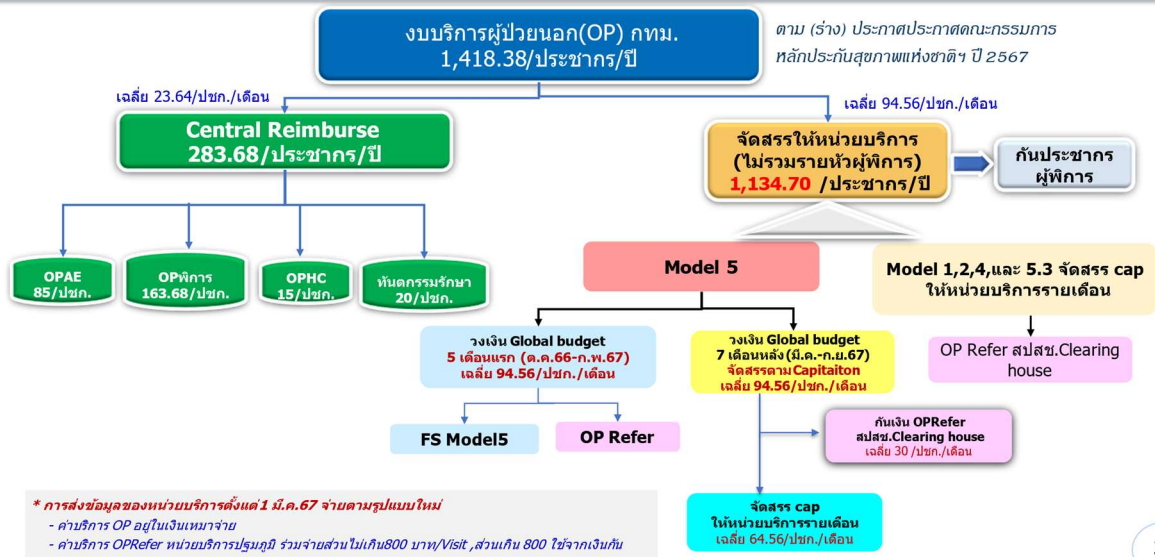 งบบริการผู้ป่วยนอก(OP) กทม.
1,418.38/ประชากร/ปี
ตาม (ร่าง) ประกาศประกาศคณะกรรมการ
หลักประกันสุขภาพแห่งชาติฯ ปี 2567
เฉลี่ย 23.64/ปชก./เดือน
เฉลี่ย 94.56/ปชก./เดือน
Central Reimburse
283.68/ประชากร/ปี
จัดสรรให้หน่วยบริการ
(ไม่รวมรายหัวผู้พิการ)
1,134.70 /ประชากร/ปี
กันประชากร
ผู้พิการ
OPAE
85/ปชก.
OPพิการ
163.68/ปชก.
OPHC
15/ปชก.
ทันตกรรมรักษา
20/ปชก.
Model 5
Model 1,2,4,และ 5.3 จัดสรร cap
ให้หน่วยบริการรายเดือน
วงเงิน Global budget
5 เดือนแรก (ต.ค.66-ก.พ.67)
เฉลี่ย 94.56/ปชก./เดือน
วงเงิน Global budget
7 เดือนหลัง(มี.ค.-ก.ย.67)
จัดสรรตามCapitaiton
เฉลี่ย 94.56/ปชก./เดือน
OP Refer สปสช.Clearing
house
FS Model5
OP Refer
กันเงิน OPRefer
สปสช.Clearing house
เฉลี่ย 30 /ปชก./เดือน
จัดสรร cap
ให้หน่วยบริการรายเดือน
เฉลี่ย 64.56/ปชก./เดือน
* การส่งข้อมูลของหน่วยบริการตั้งแต่1 มี.ค.67 จ่ายตามรูปแบบใหม่
- ค่าบริการ OP อยู่ในเงินเหมาจ่าย
- ค่าบริการ OPRefer หน่วยบริการปฐมภูมิ ร่วมจ่ายส่วนไม่เกิน800 บาท/Visit ,ส่วนเกิน 800 ใช้จากเงินกัน